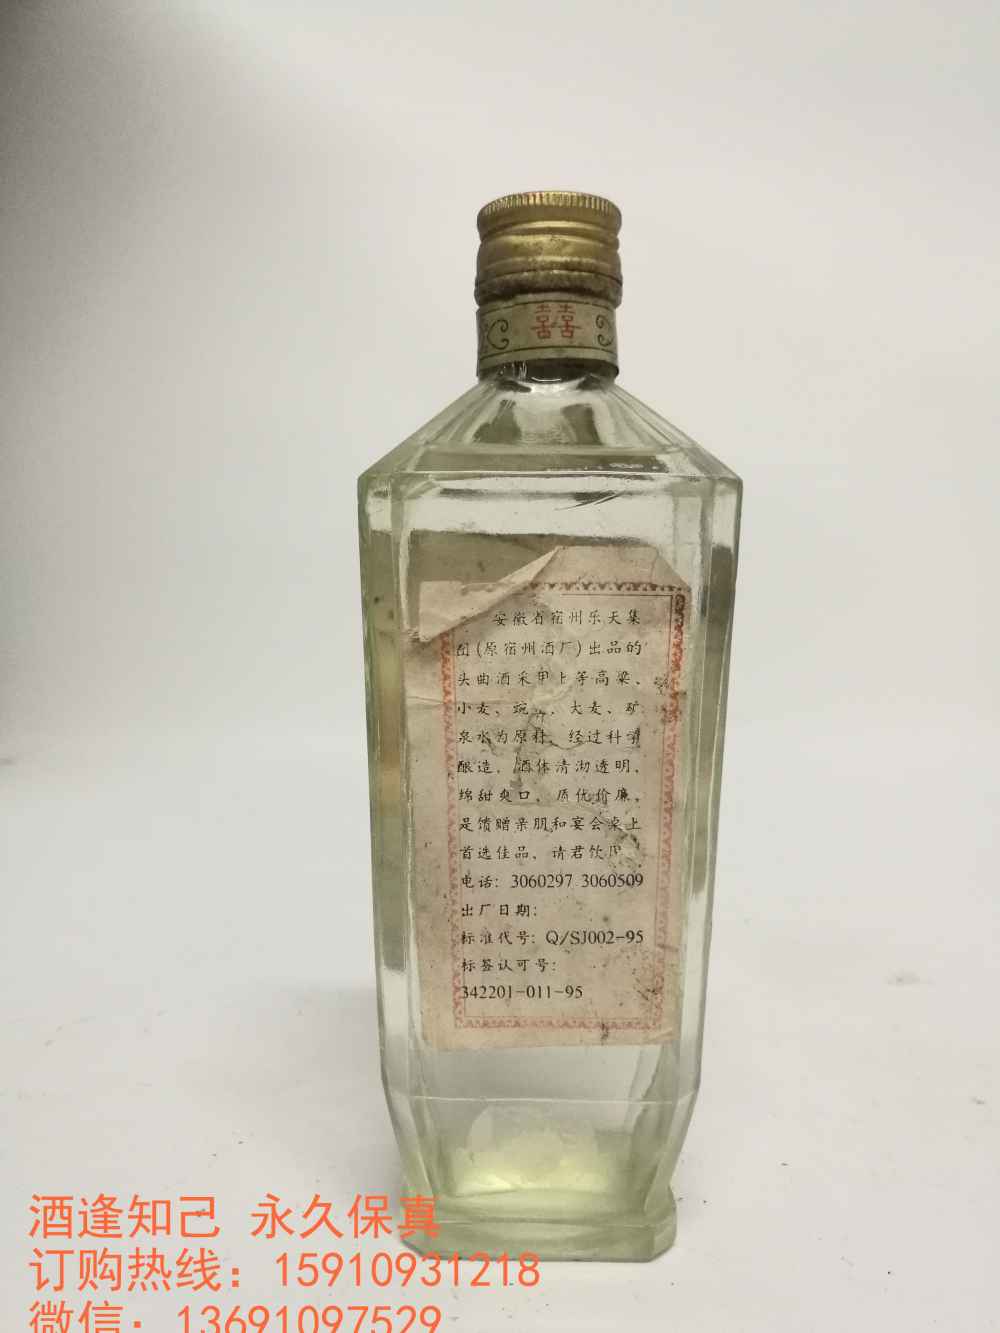 囍
安徽省宿州乐天集
团(原宿州酒厂)出品的
头曲酒采用上等高粱、
小麦、豌、大麦、矿
泉水为原料，经过科学
酿造，酒体清沏透明，
绵甜爽口，质优价廉，
是馈赠亲朋和宴会桌上
首选佳品，请君饮用
电话：3060297 3060509
出厂日期：
标准代号：Q/SJ002-95
标签认可号：
342201-011-95
酒逢知己 永久保真
订购热线：15910931218
微信：13691097529